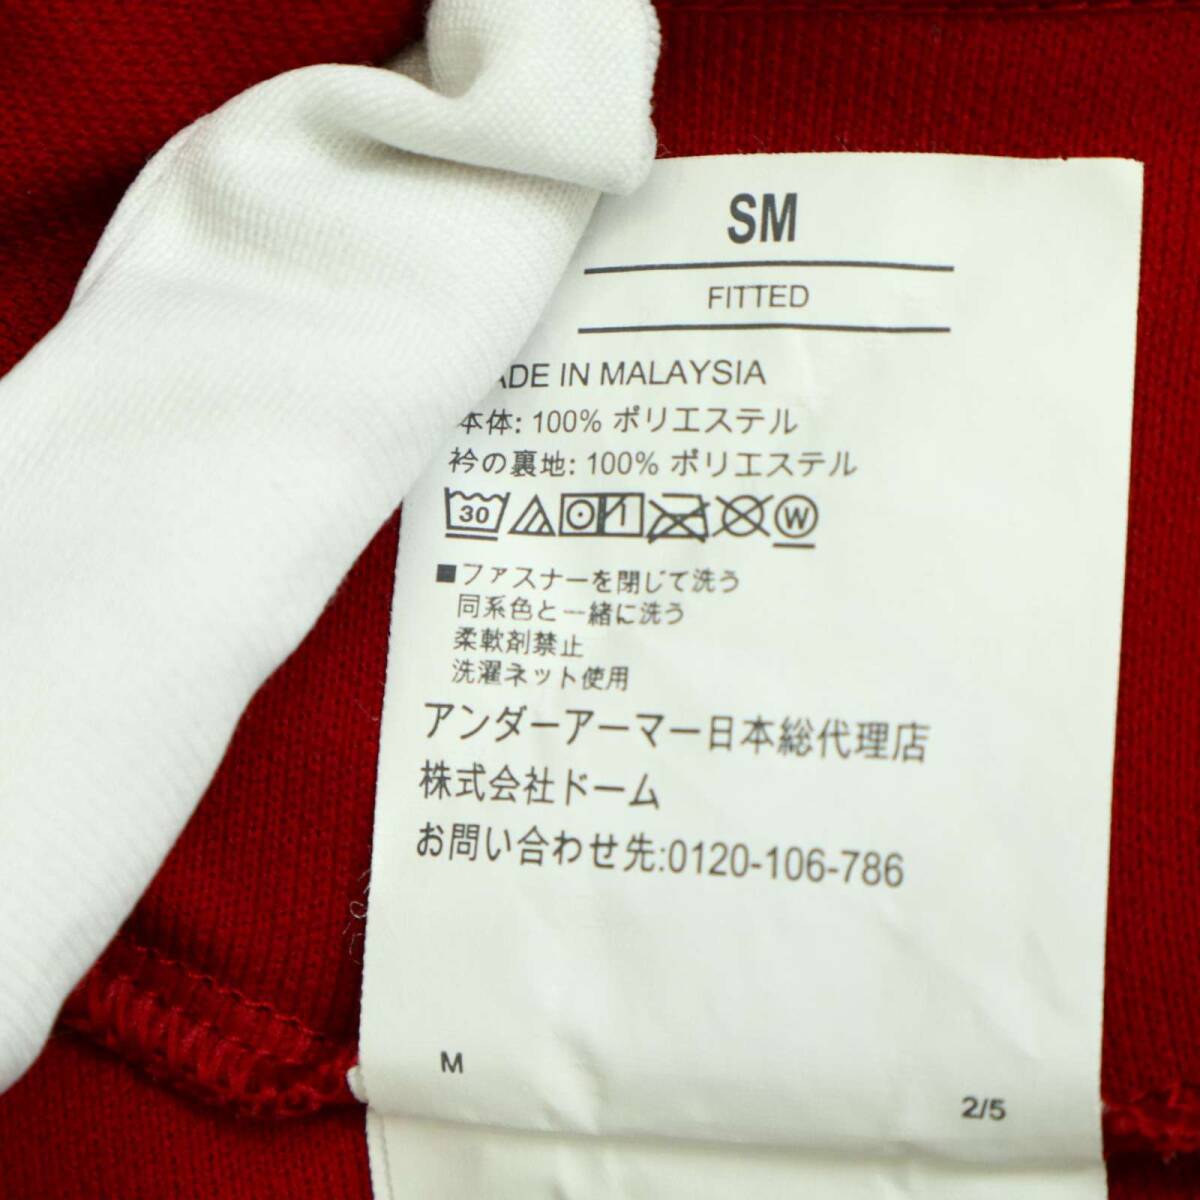 SM
FITTED
MADE IN MALAYSIA
本体: 100% ポリエステル
衿の裏地: 100% ポリエステル
30 W
■ファスナーを閉じて洗う
同系色と一緒に洗う
柔軟剤禁止
洗濯ネット使用
アンダーアーマー日本総代理店
株式会社ドーム
お問い合わせ先:0120-106-786
M
2/5